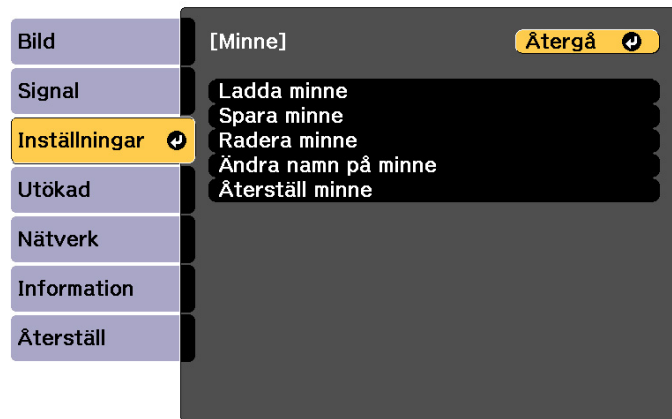 Bild
Signal
Inställningar
Utökad
Nätverk
Information
Återställ
[Minne]
Återgå
Ladda minne
Spara minne
Radera minne
Ändra namn på minne
Återställ minne